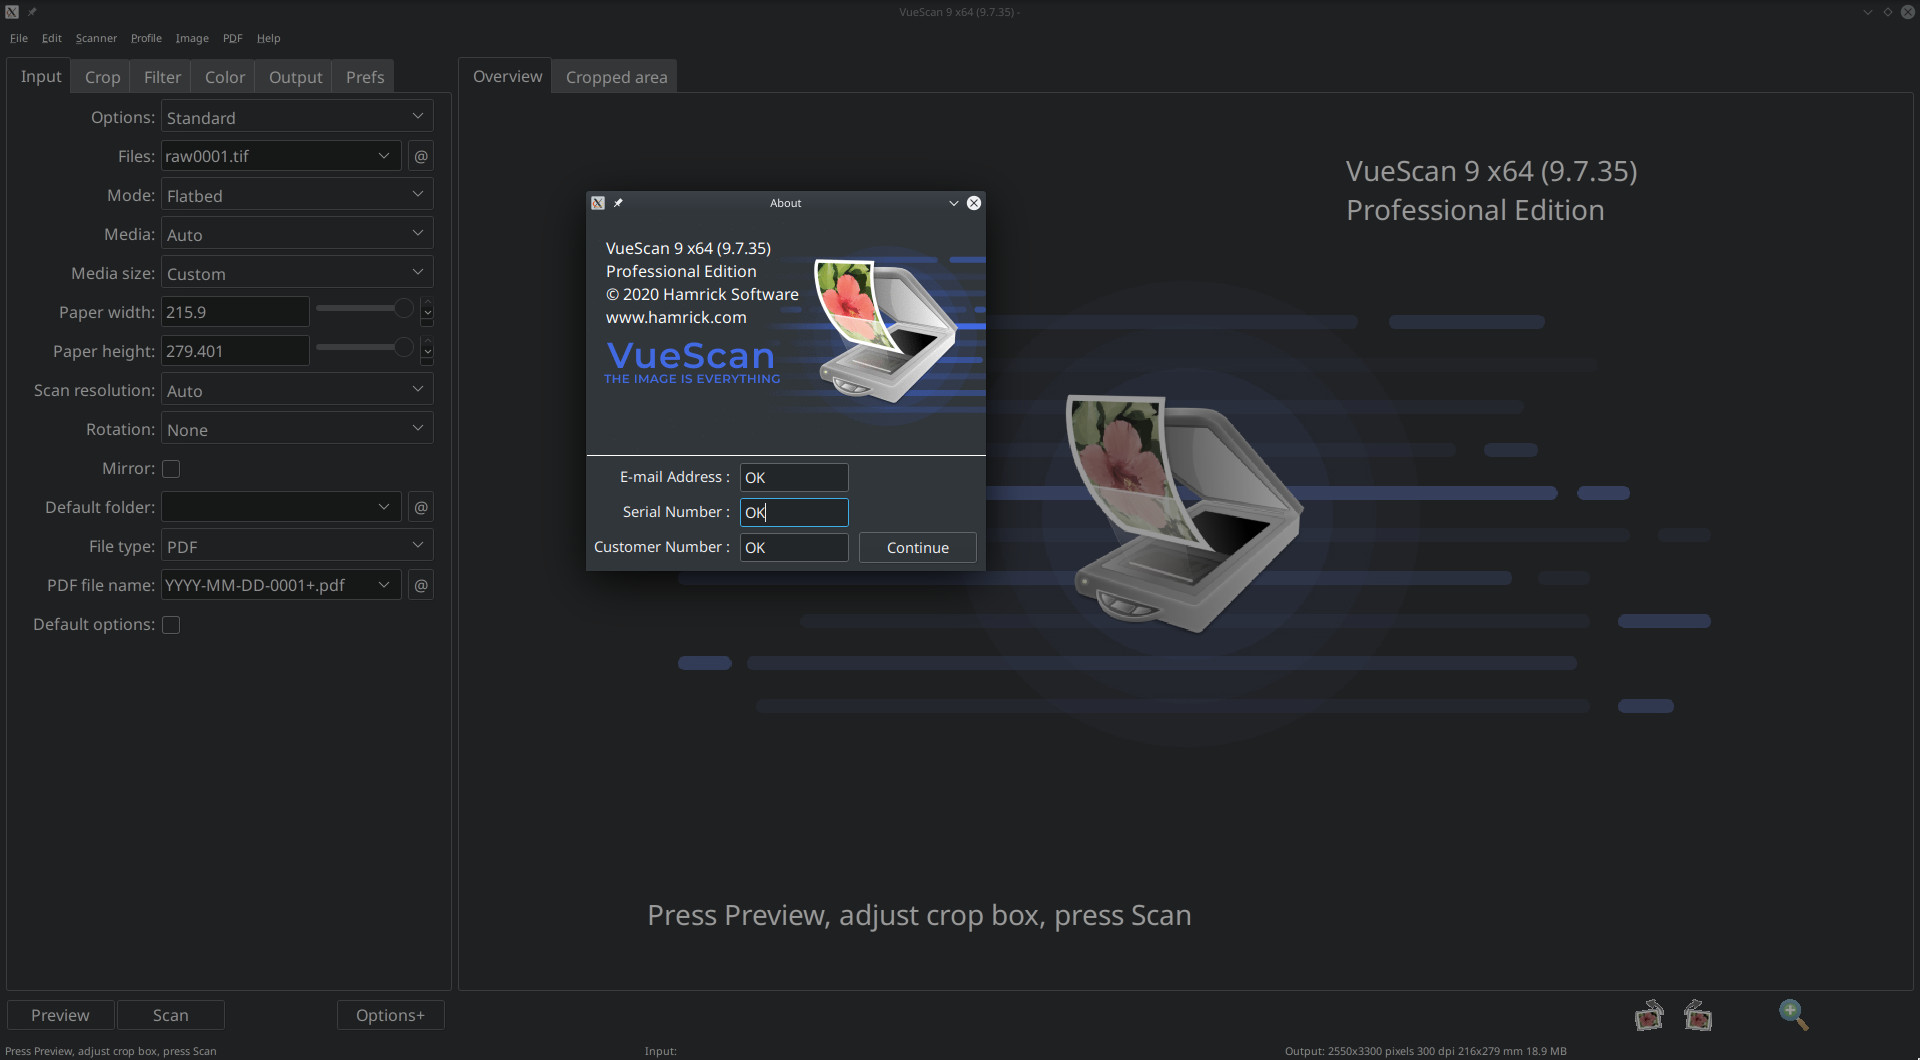 VueScan 9 x64 (9.7.35) -
File Edit Scanner Profile Image PDF Help
Input Crop Filter Color Output Prefs
Options: Standard
Files: raw0001.tif @
Mode: Flatbed
Media: Auto
Media size: Custom
Paper width: 215.9
Paper height: 279.401
Scan resolution: Auto
Rotation: None
Mirror:
Default folder: @
File type: PDF
PDF file name: YYYY-MM-DD-0001+.pdf @
Default options:
Overview Cropped area
VueScan 9 x64 (9.7.35)
Professional Edition
About
VueScan 9 x64 (9.7.35)
Professional Edition
© 2020 Hamrick Software
www.hamrick.com
VueScan
THE IMAGE IS EVERYTHING
E-mail Address : OK
Serial Number : OK
Customer Number : OK Continue
Press Preview, adjust crop box, press Scan
Preview Scan Options+
Press Preview, adjust crop box, press Scan Input: Output: 2550x3300 pixels 300 dpi 216x279 mm 18.9 MB